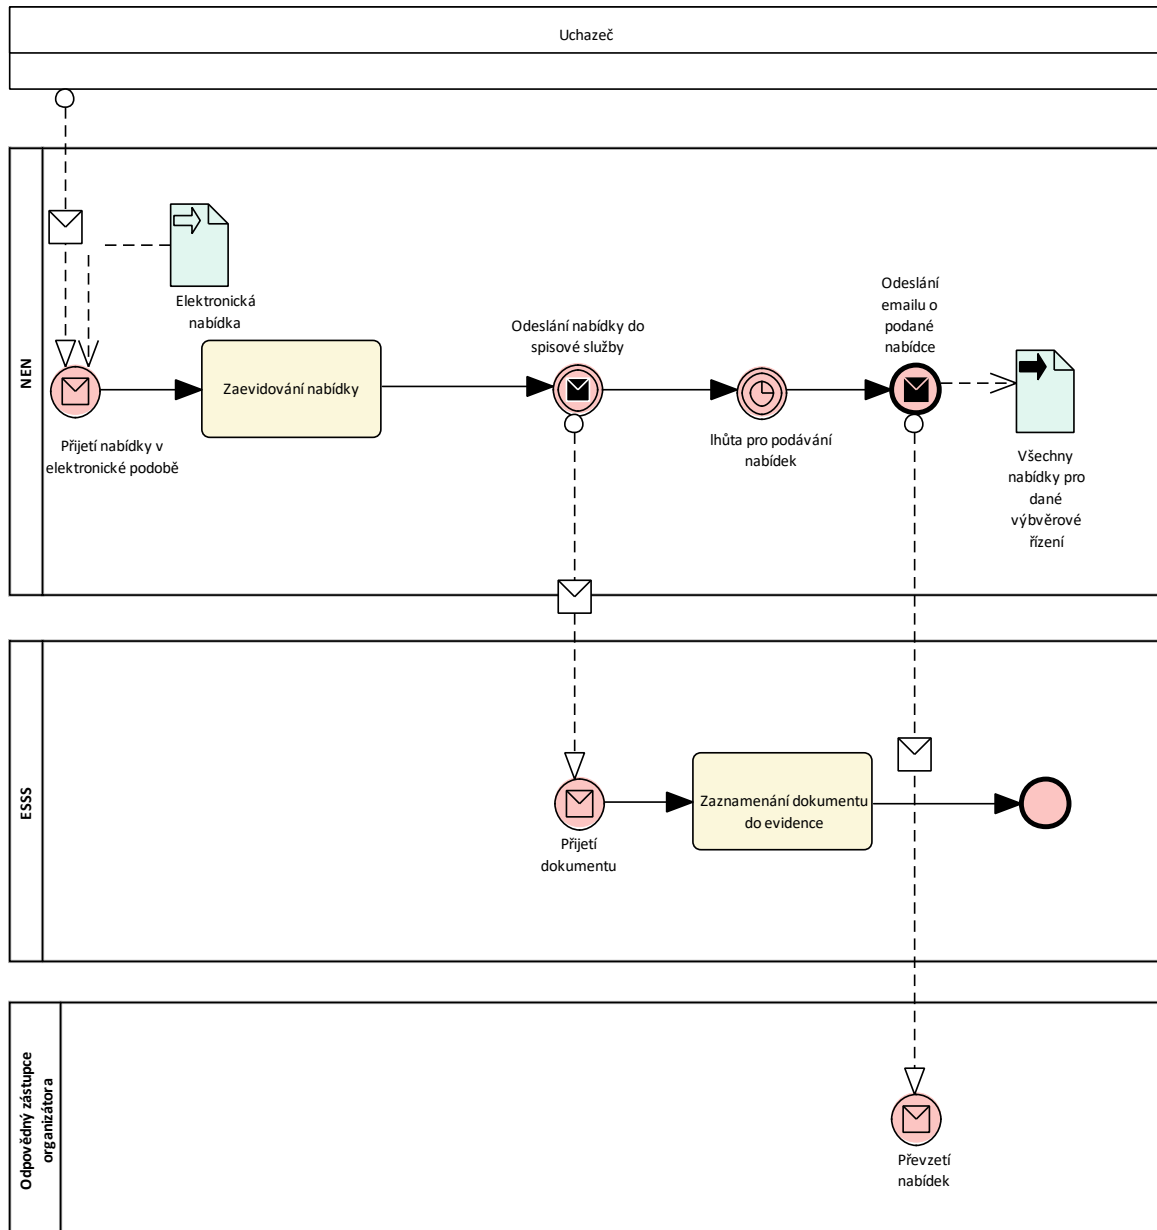 Uchazeč
NEN
Elektronická
nabídka
Odeslání nabídky do
spisové služby
Odeslání
emailu o
podané
nabídce
Zaevidování nabídky
Přijetí nabídky v
elektronické podobě
lhůta pro podávání
nabídek
Všechny
nabídky pro
dané
výbvěrové
řízení
ESSS
Zaznamenání dokumentu
do evidence
Přijetí
dokumentu
Odpovědný zástupce
organizátora
Převzetí
nabídek